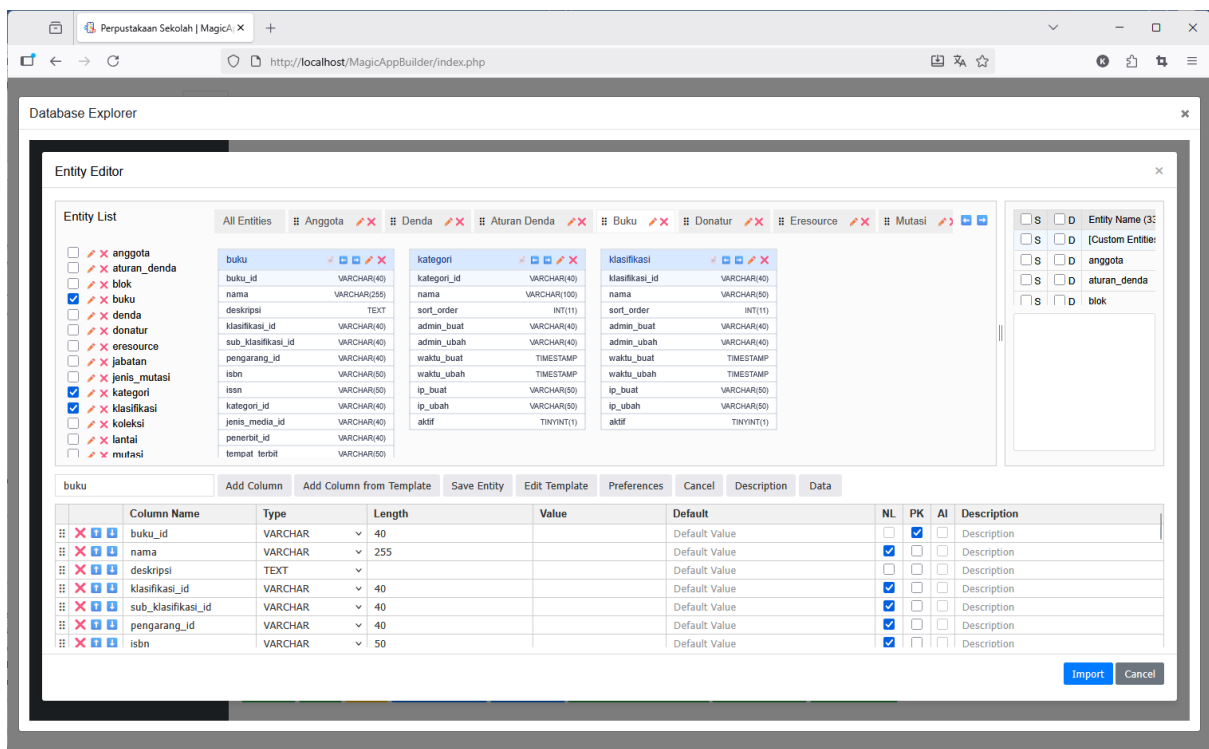 Perpustakaan Sekolah | MagicA
http://localhost/MagicAppBuilder/index.php
K
Database Explorer
Entity Editor
Entity List
anggota
aturan_denda
blok
buku
denda
donatur
eresource
jabatan
jenis_mutasi
kategori
klasifikasi
koleksi
lantai
mutasi
All Entities Anggota Denda Aturan Denda Buku Donatur Eresource Mutasi
buku
buku_id VARCHAR(40)
nama VARCHAR(255)
deskripsi TEXT
klasifikasi_id VARCHAR(40)
sub_klasifikasi_id VARCHAR(40)
pengarang_id VARCHAR(40)
isbn VARCHAR(50)
issn VARCHAR(50)
kategori_id VARCHAR(40)
jenis_media_id VARCHAR(40)
penerbit_id VARCHAR(40)
tempat_terbit VARCHAR(50)
kategori
kategori_id VARCHAR(40)
nama VARCHAR(100)
sort_order INT(11)
admin_buat VARCHAR(40)
admin_ubah VARCHAR(40)
waktu_buat TIMESTAMP
waktu_ubah TIMESTAMP
ip_buat VARCHAR(50)
ip_ubah VARCHAR(50)
aktif TINYINT(1)
klasifikasi
klasifikasi_id VARCHAR(40)
nama VARCHAR(50)
sort_order INT(11)
admin_buat VARCHAR(40)
admin_ubah VARCHAR(40)
waktu_buat TIMESTAMP
waktu_ubah TIMESTAMP
ip_buat VARCHAR(50)
ip_ubah VARCHAR(50)
aktif TINYINT(1)
S D Entity Name (33
S D [Custom Entities
S D anggota
S D aturan_denda
S D blok
buku Add Column Add Column from Template Save Entity Edit Template Preferences Cancel Description Data
Column Name Type Length Value Default NL PK AI Description
buku_id VARCHAR 40 Default Value Description
nama VARCHAR 255 Default Value Description
deskripsi TEXT Default Value Description
klasifikasi_id VARCHAR 40 Default Value Description
sub_klasifikasi_id VARCHAR 40 Default Value Description
pengarang_id VARCHAR 40 Default Value Description
isbn VARCHAR 50 Default Value Description
Import Cancel